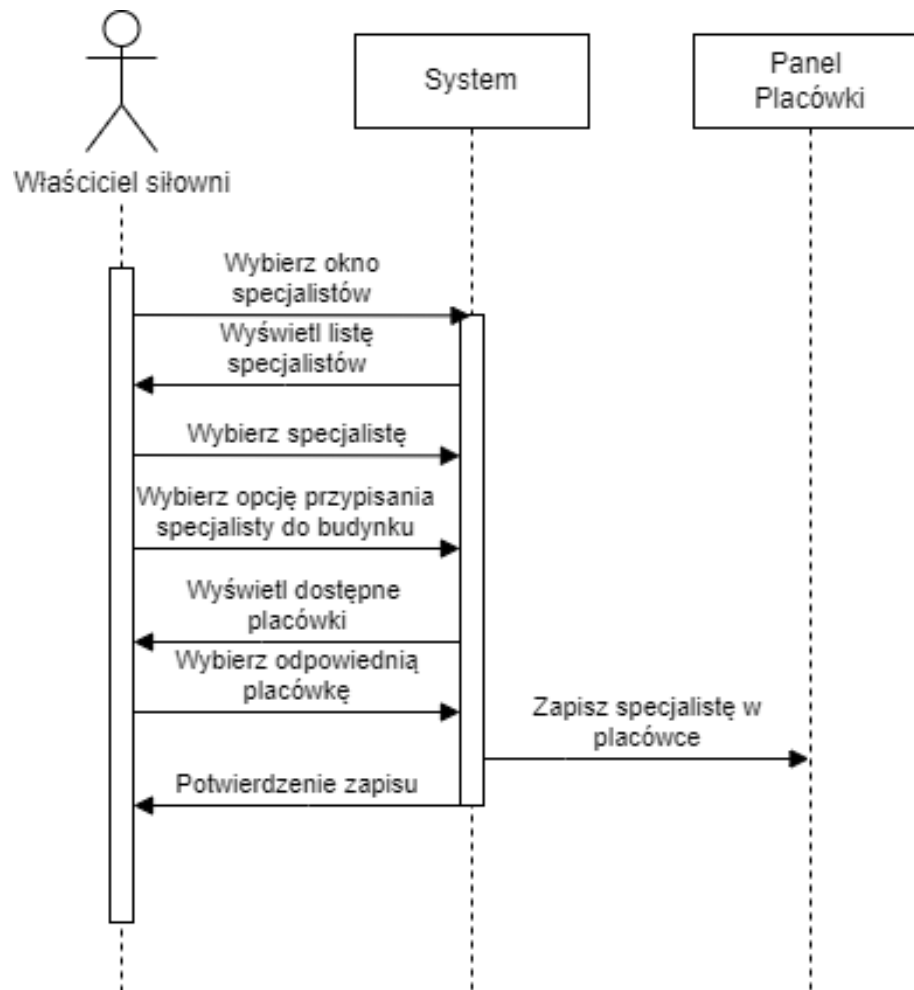 System
Panel
Placówki
Właściciel siłowni
Wybierz okno
specjalistów
Wyświetl listę
specjalistów
Wybierz specjalistę
Wybierz opcję przypisania
specjalisty do budynku
Wyświetl dostępne
placówki
Wybierz odpowiednią
placówkę
Zapisz specjalistę w
placówce
Potwierdzenie zapisu